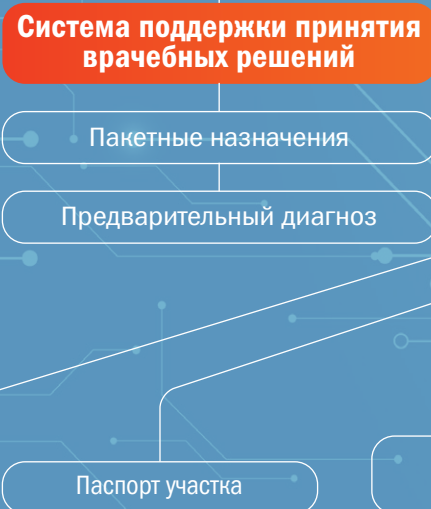 Система поддержки принятия
врачебных решений
Пакетные назначения
Предварительный диагноз
Паспорт участка